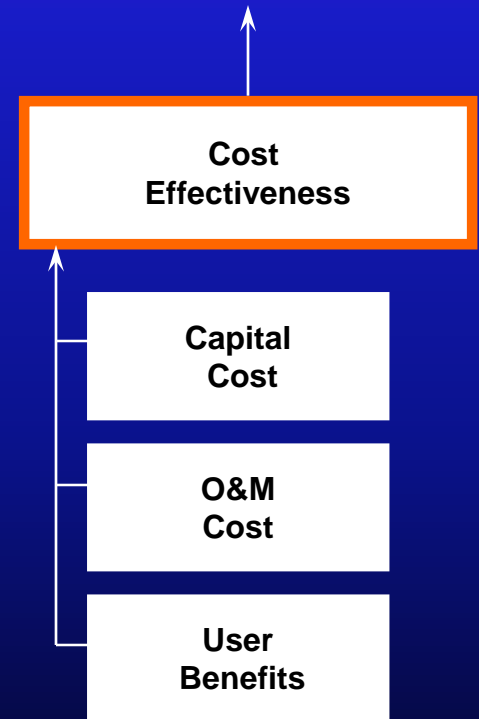 Cost
Effectiveness
Capital
Cost
O&M
Cost
User
Benefits